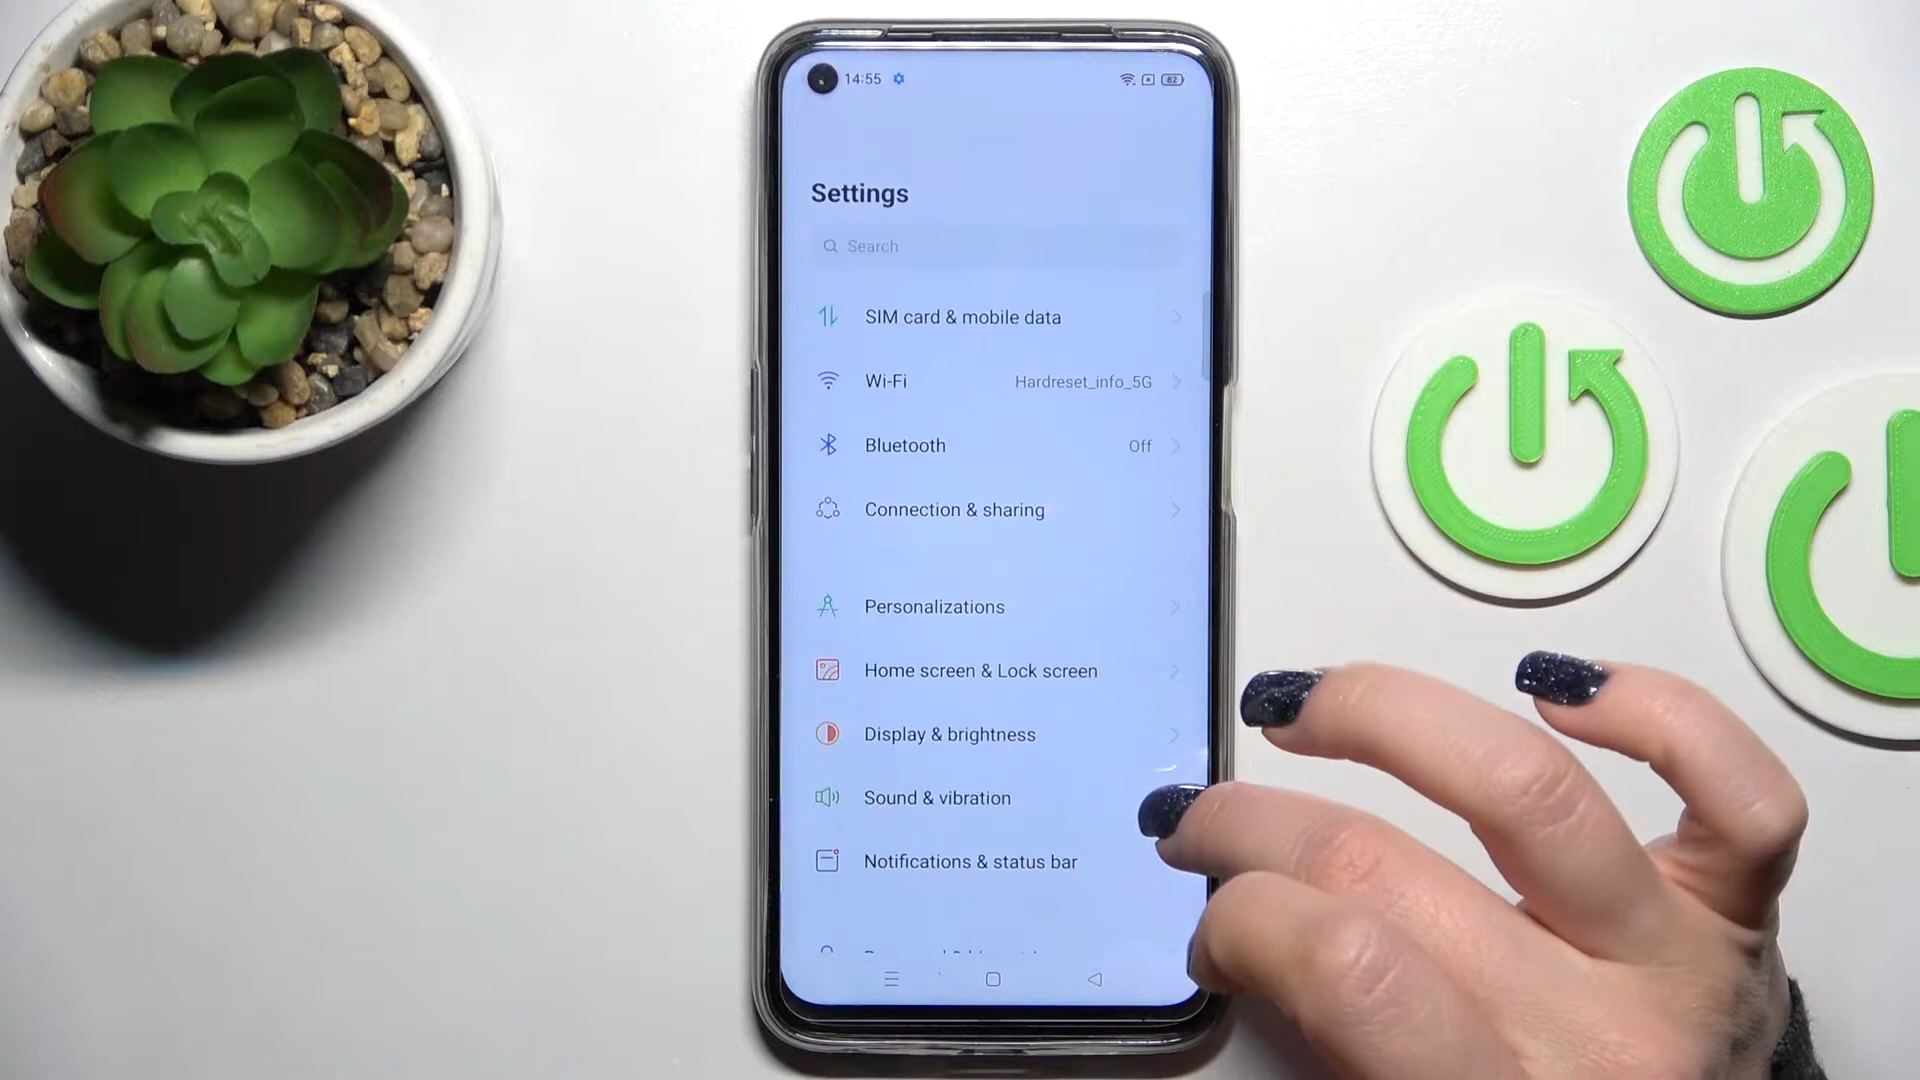 14:55
82
Settings
Search
SIM card & mobile data
Wi-Fi Hardreset_info_5G
Bluetooth Off
Connection & sharing
Personalizations
Home screen & Lock screen
Display & brightness
Sound & vibration
Notifications & status bar